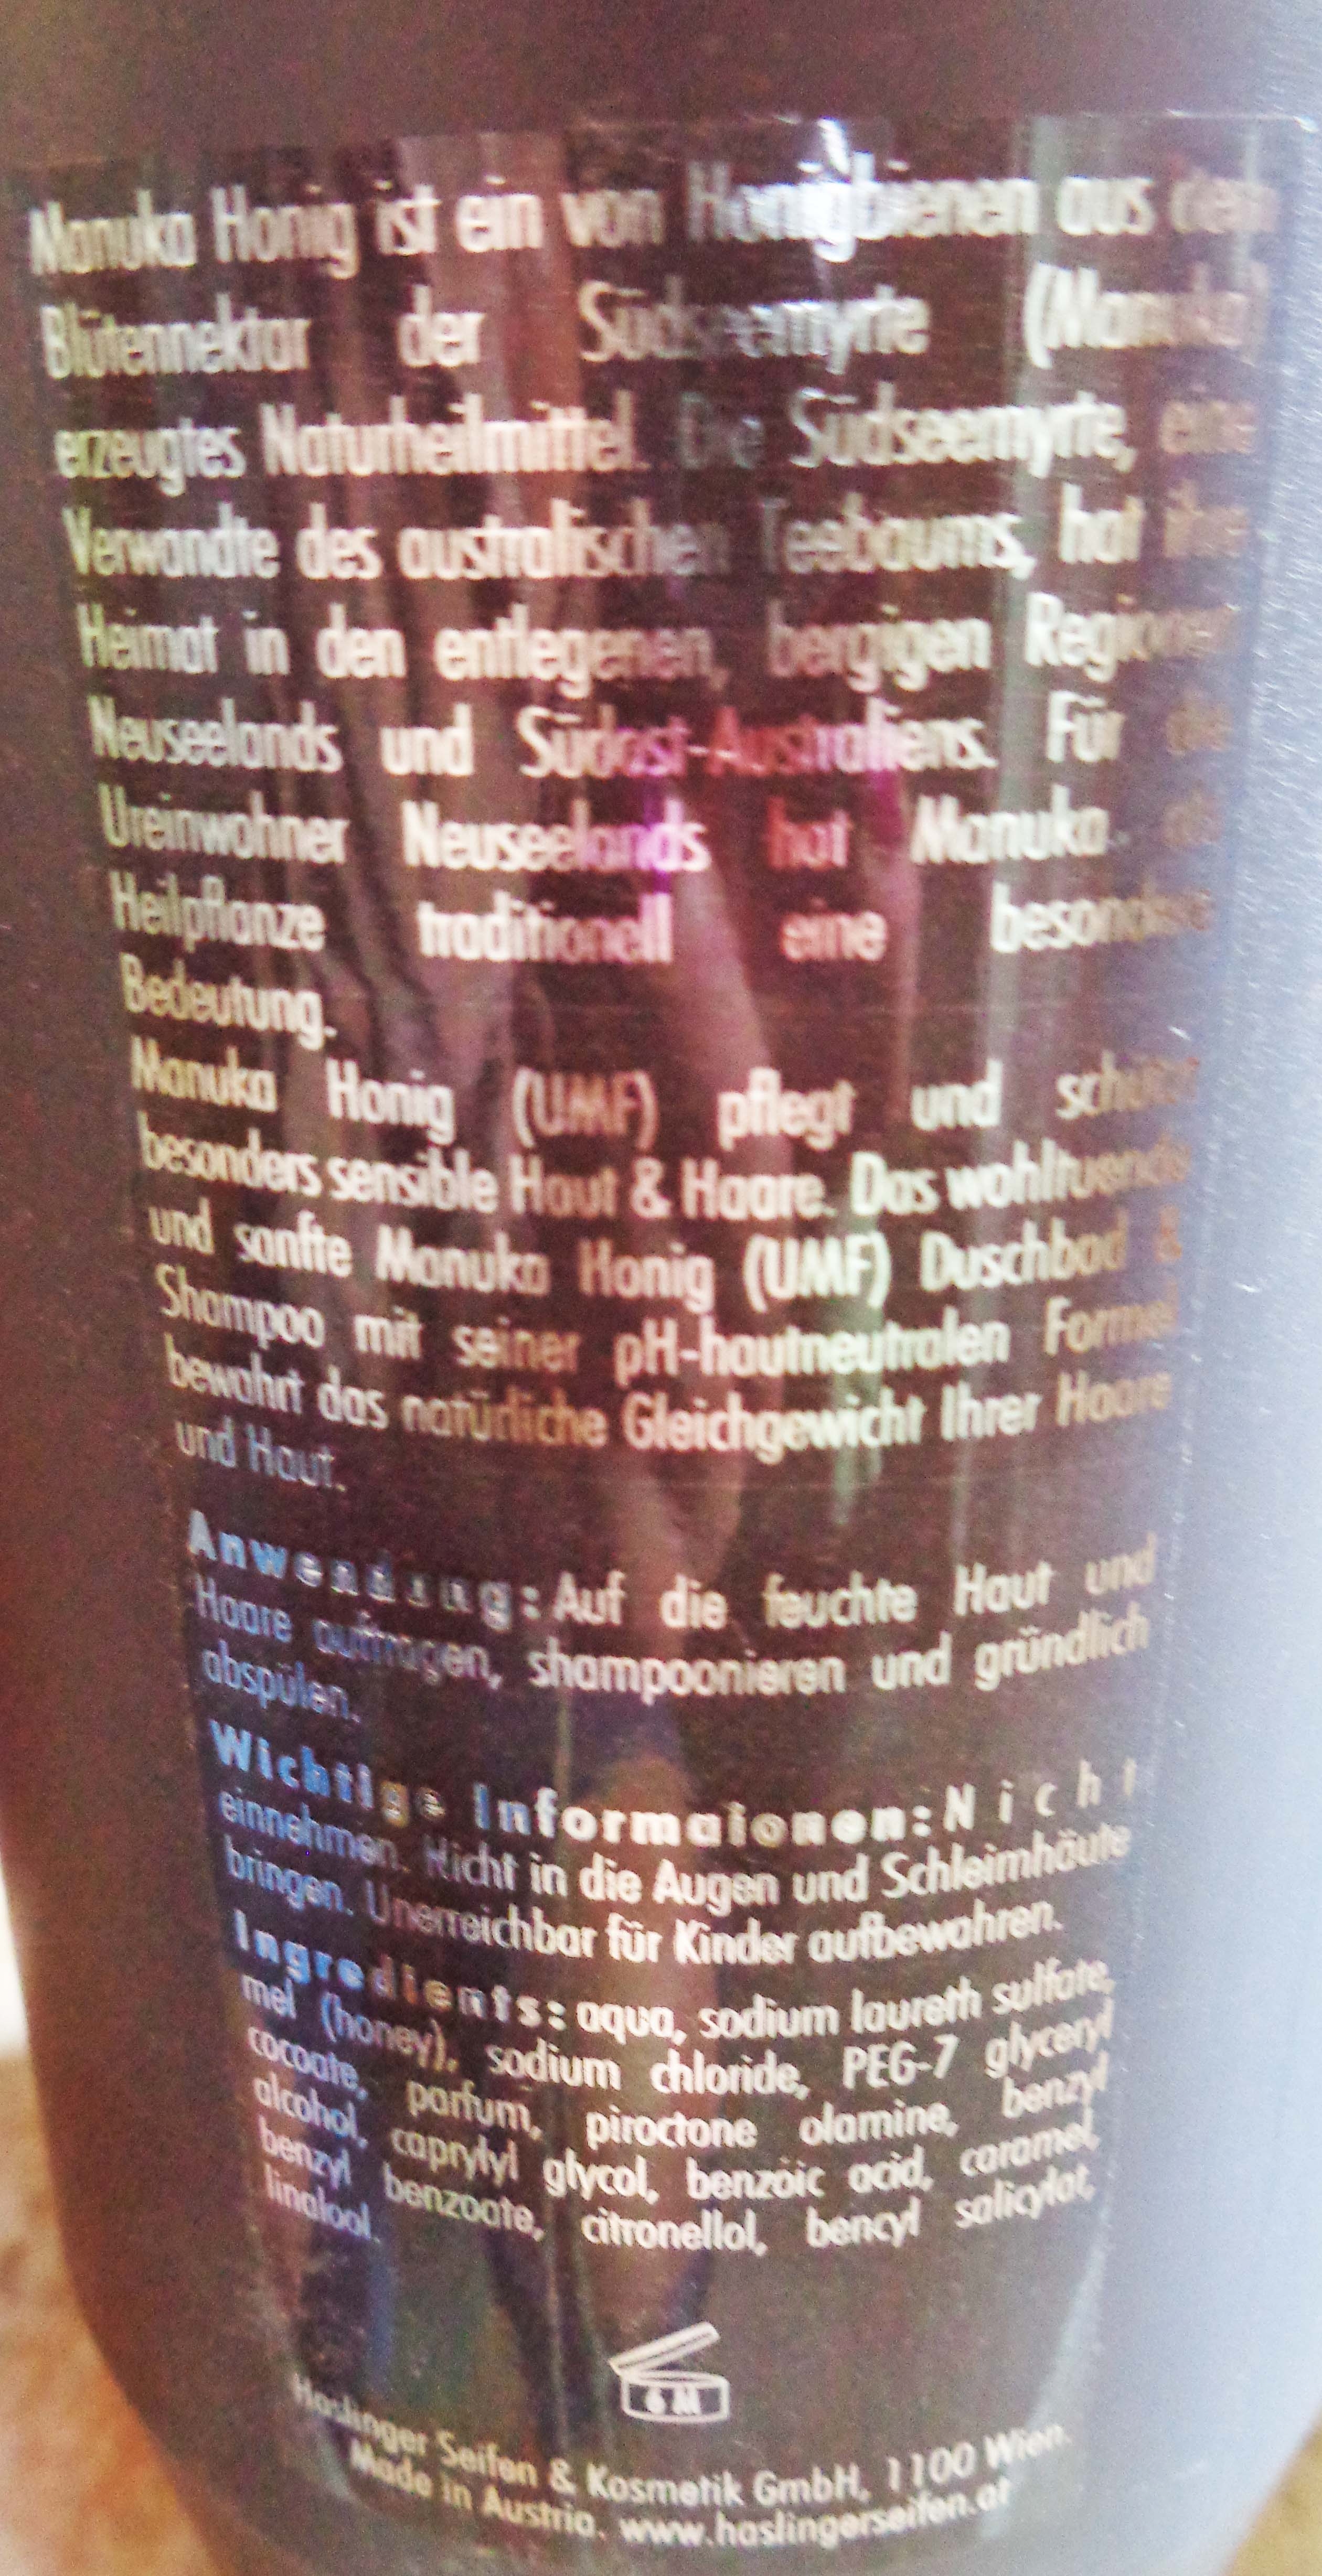 Manuka Honig ist ein von Honigbienen aus dem
Blütennektar der Südseemyrte (Manuka)
erzeugtes Naturheilmittel. Die Südseemyrte, eine
Verwandte des australischen Teebaums, hat ihre
Heimat in den entlegenen, bergigen Regionen
Neuseelands und Südost-Australiens. Für die
Ureinwohner Neuseelands hat Manuka als
Heilpflanze traditionell eine besondere
Bedeutung.
Manuka Honig (UMF) pflegt und schützt
besonders sensible Haut & Haare. Das wohltuende
und sanfte Manuka Honig (UMF) Duschbad &
Shampoo mit seiner pH-hautneutralen Formel
bewahrt das natürliche Gleichgewicht Ihrer Haare
und Haut.
Anwendung: Auf die feuchte Haut und
Haare auftragen, shampoonieren und gründlich
abspülen.
Wichtige Informaionen: Nicht
einnehmen. Nicht in die Augen und Schleimhäute
bringen. Unerreichbar für Kinder aufbewahren.
Ingredients: aqua, sodium laureth sulfate,
mel (honey), sodium chloride, PEG-7 glyceryl
cocoate, parfum, piroctone olamine, benzyl
alcohol, caprylyl glycol, benzoic acid, caramel,
benzyl benzoate, citronellol, bencyl salicylat,
linalool.
6 M
Haslinger Seifen & Kosmetik GmbH, 1100 Wien.
Made in Austria. www.haslingerseifen.at